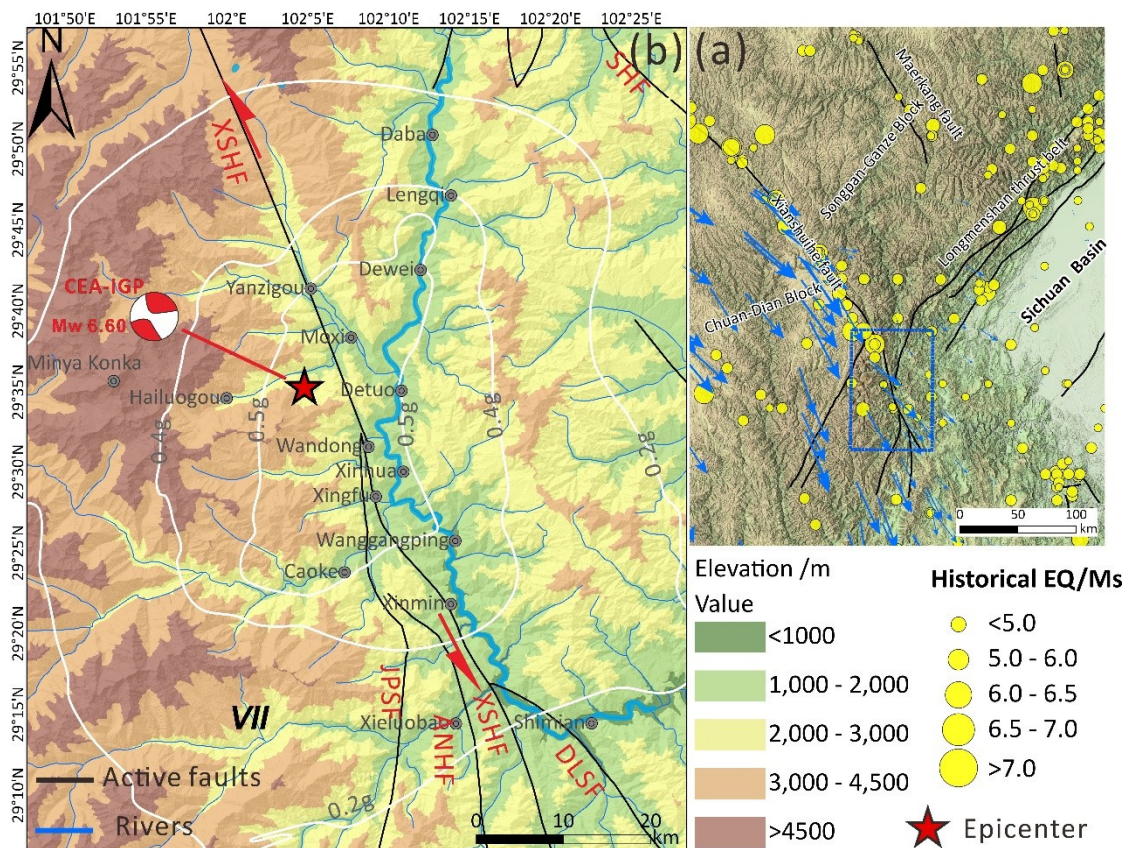 101°50'E 101°55'E 102°E 102°5'E 102°10'E 102°15'E 102°20'E 102°25'E
29°55'N
29°50'N
29°45'N
29°40'N
29°35'N
29°30'N
29°25'N
29°20'N
29°15'N
29°10'N
N
(b)
XSHF
SHF
Daba
Lengqi
Dewei
Yanzigou
CEA-IGP
Mw 6.60
Moxi
Minya Konka
Hailuogou
Detuo
0.4g
0.5g
0.5g
0.4g
0.2g
Wandong
Xinhua
Xingfu
Wanggangping
Caoke
Xinmin
JPSF
ANHF
XSHF
DLSF
VII
Xieluobao
Shimian
0.2g
Active faults
Rivers
0 10 20
km
(a)
Maerkang fault
Songpan-Ganze Block
Longmenshan thrust belt
Xianshuihe fault
Chuan-Dian Block
Sichuan Basin
0 50 100
km
Elevation /m
Value
<1000
1,000 - 2,000
2,000 - 3,000
3,000 - 4,500
>4500
Historical EQ/Ms
<5.0
5.0 - 6.0
6.0 - 6.5
6.5 - 7.0
>7.0
Epicenter